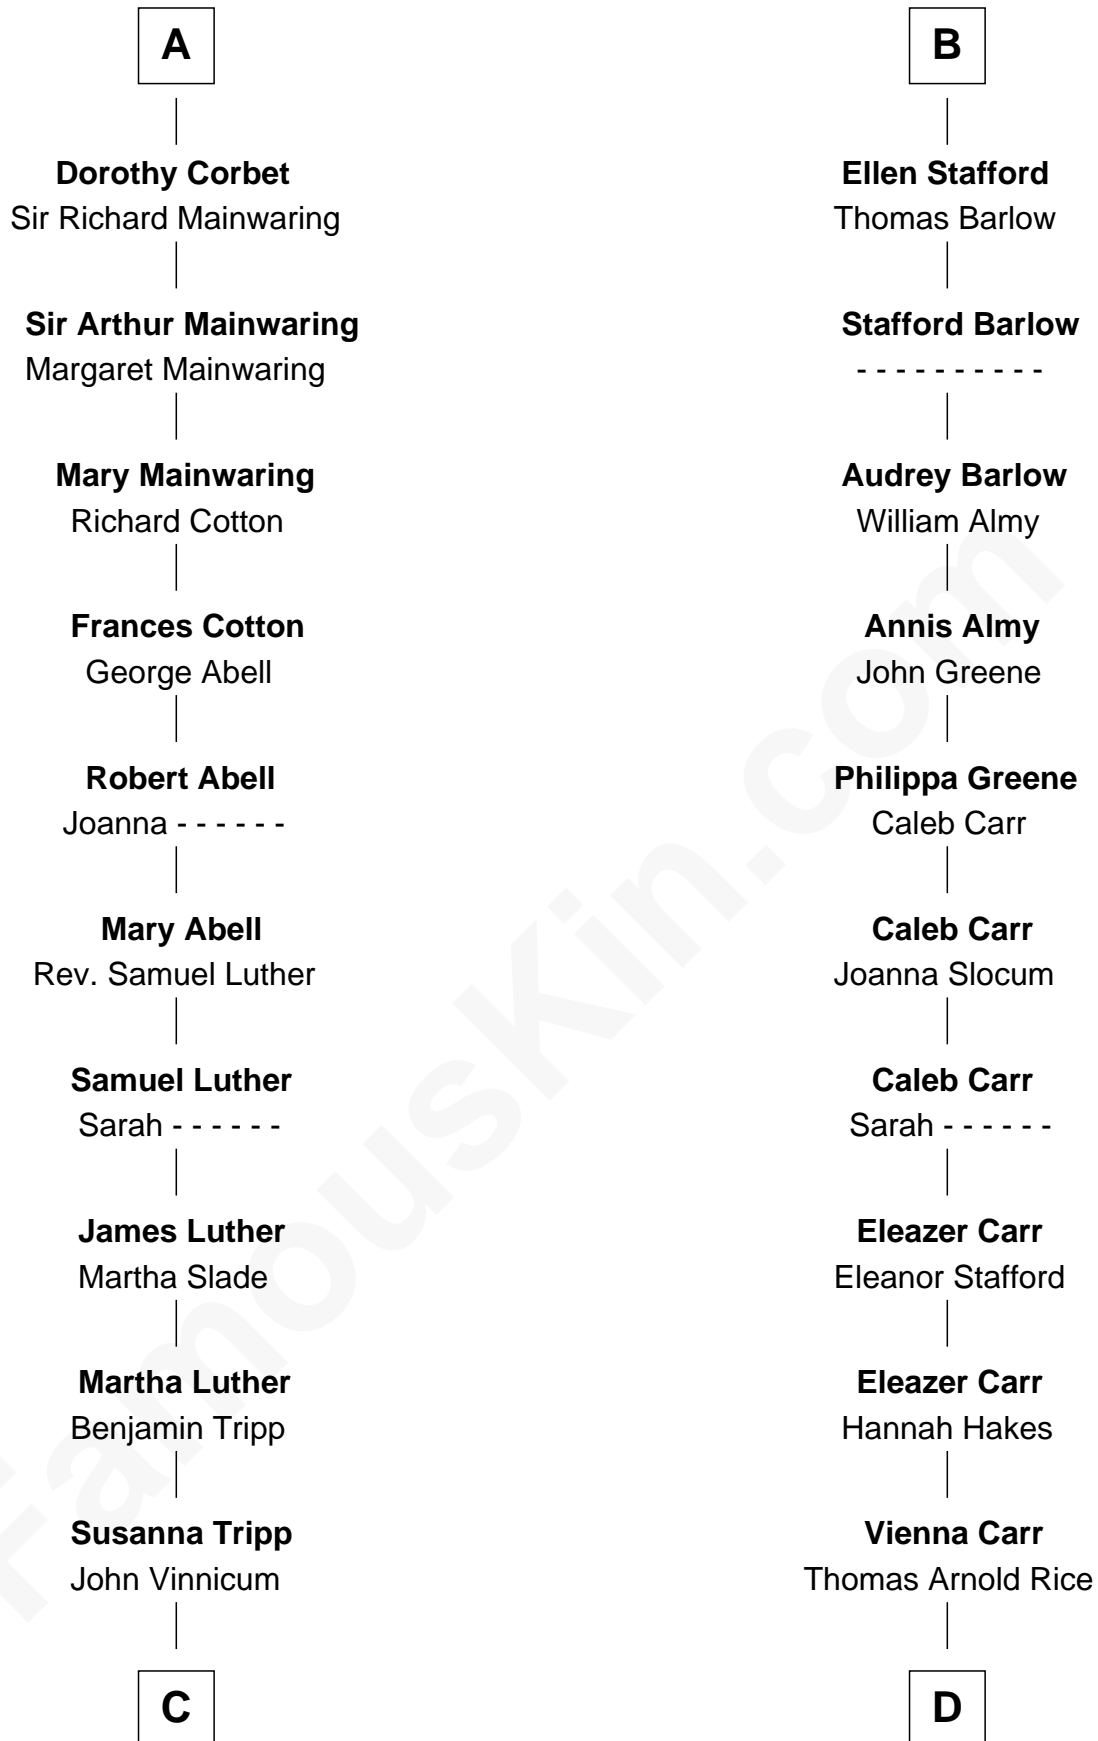 A
Dorothy Corbet
Sir Richard Mainwaring
Sir Arthur Mainwaring
Margaret Mainwaring
Mary Mainwaring
Richard Cotton
Frances Cotton
George Abell
Robert Abell
Joanna - - - - - -
Mary Abell
Rev. Samuel Luther
Samuel Luther
Sarah - - - - - -
James Luther
Martha Slade
Martha Luther
Benjamin Tripp
Susanna Tripp
John Vinnicum
C
B
Ellen Stafford
Thomas Barlow
Stafford Barlow
- - - - - - - - - -
Audrey Barlow
William Almy
Annis Almy
John Greene
Philippa Greene
Caleb Carr
Caleb Carr
Joanna Slocum
Caleb Carr
Sarah - - - - - -
Eleazer Carr
Eleanor Stafford
Eleazer Carr
Hannah Hakes
Vienna Carr
Thomas Arnold Rice
D
FamousKin.com